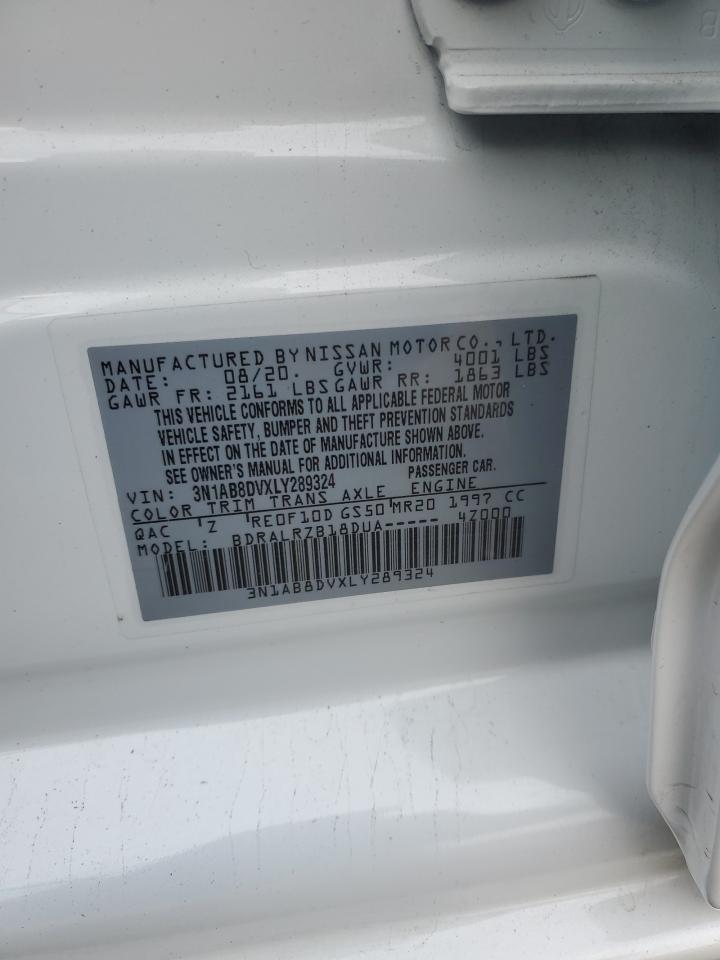 MANUFACTURED BY NISSAN MOTOR CO., LTD.
DATE: 08/20. GVWR: 4001 LBS
GAWR FR: 2161 LBS GAWR RR: 1863 LBS
THIS VEHICLE CONFORMS TO ALL APPLICABLE FEDERAL MOTOR
VEHICLE SAFETY, BUMPER AND THEFT PREVENTION STANDARDS
IN EFFECT ON THE DATE OF MANUFACTURE SHOWN ABOVE.
SEE OWNER'S MANUAL FOR ADDITIONAL INFORMATION.
VIN: 3N1AB8DVXLY289324 PASSENGER CAR.
COLOR TRIM TRANS AXLE ENGINE
QAC 'Z 'RE0F10D GS50 MR20 1997 CC
MODEL: BDRALRZB18DUA----- 4Z000
3N1AB8DVXLY289324